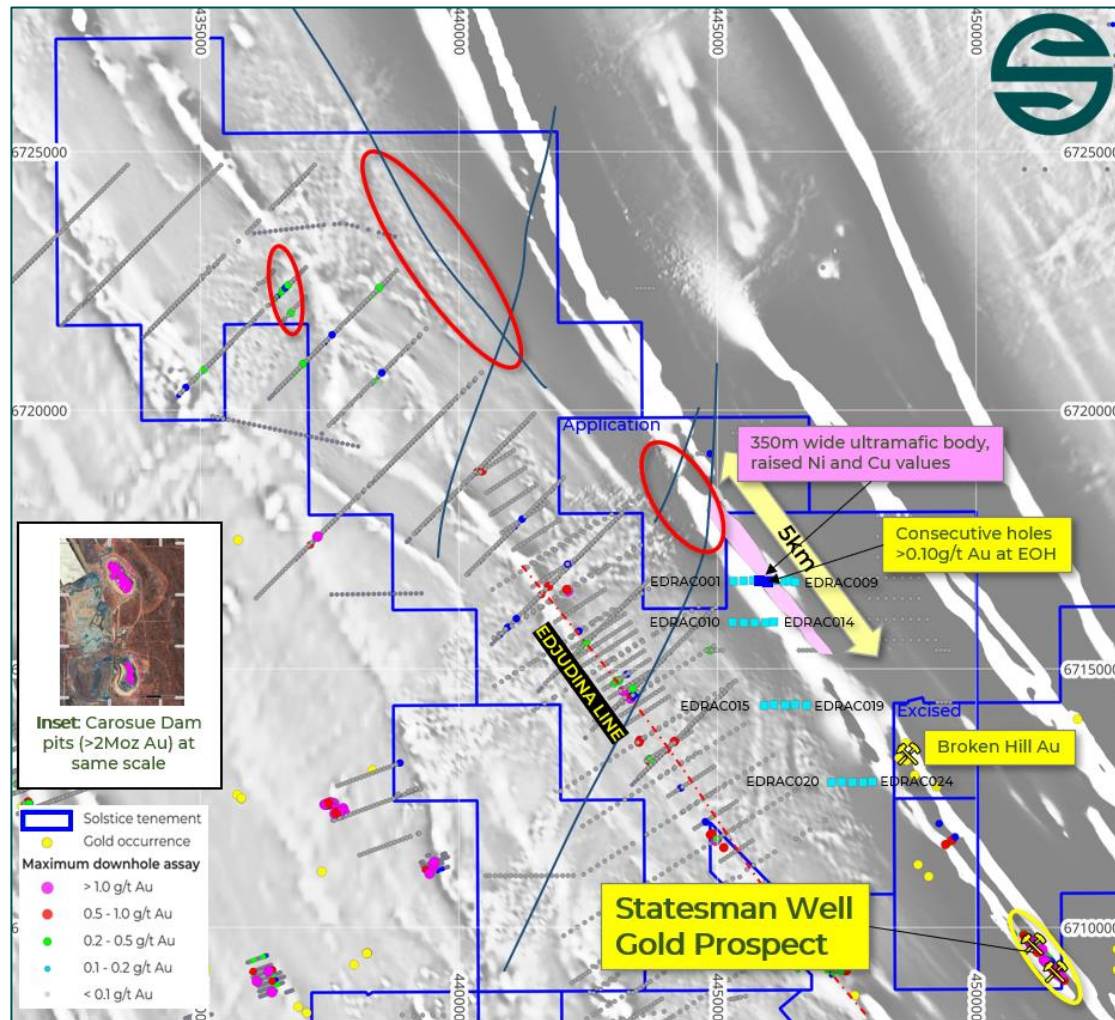 435000
440000
445000
450000
6725000
6725000
6720000
6720000
Application
350m wide ultramafic body,
raised Ni and Cu values
5km
Consecutive holes
>0.10g/t Au at EOH
EDRAC001
EDRAC009
EDRAC010
EDRAC014
EDJUDINA LINE
6715000
6715000
EDRAC015
EDRAC019
Excised
Broken Hill Au
EDRAC020
EDRAC024
Inset: Carosue Dam
pits (>2Moz Au) at
same scale
Solstice tenement
Gold occurrence
Maximum downhole assay
> 1.0 g/t Au
0.5 - 1.0 g/t Au
0.2 - 0.5 g/t Au
0.1 - 0.2 g/t Au
< 0.1 g/t Au
Statesman Well
Gold Prospect
6710000
6710000
440000
445000
450000